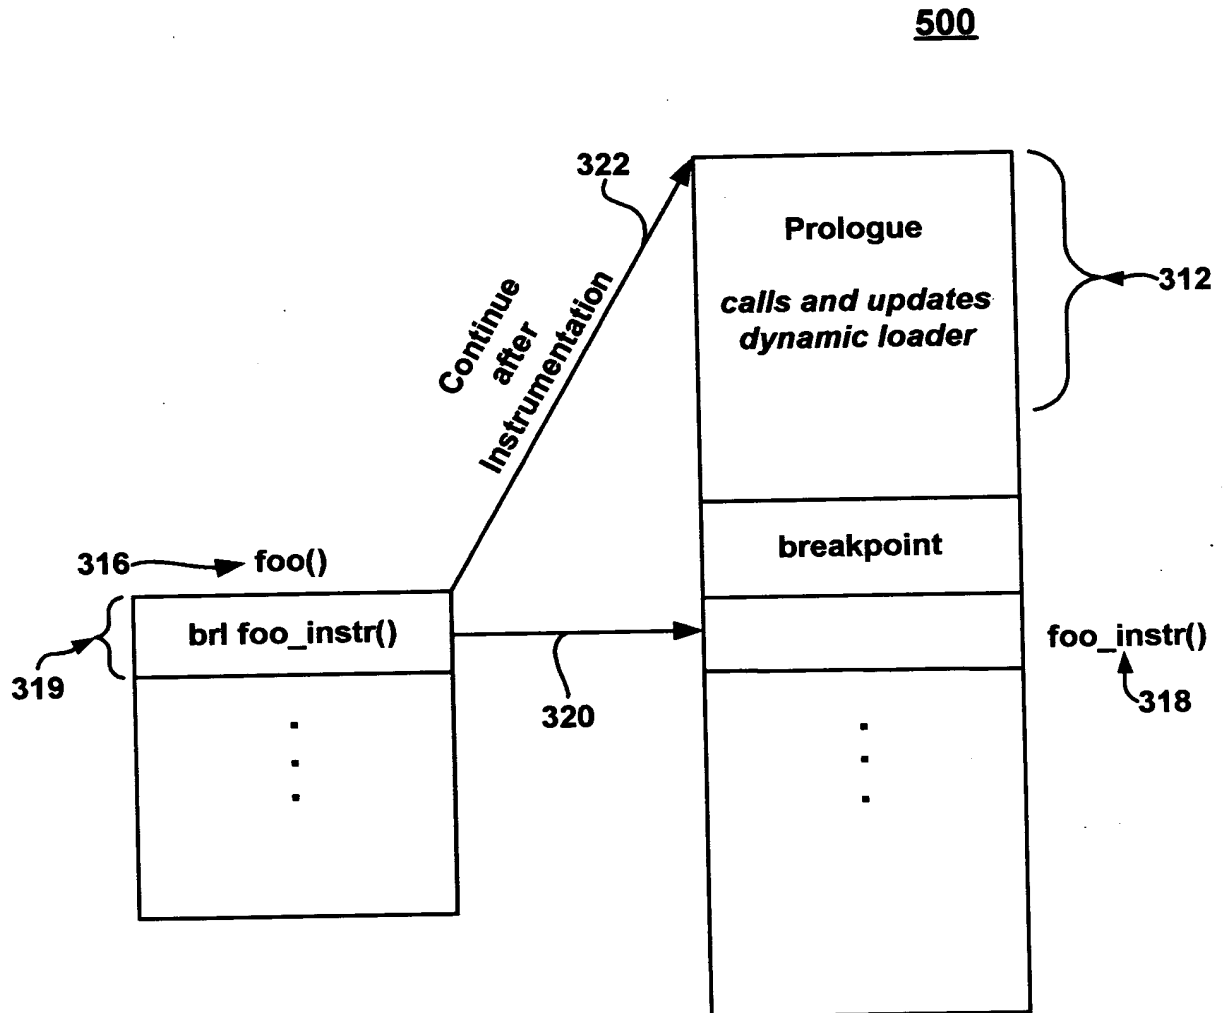 500
322
Prologue
calls and updates
dynamic loader
312
Continue
after
Instrumentation
breakpoint
316
foo()
brl foo_instr()
foo_instr()
319
320
318